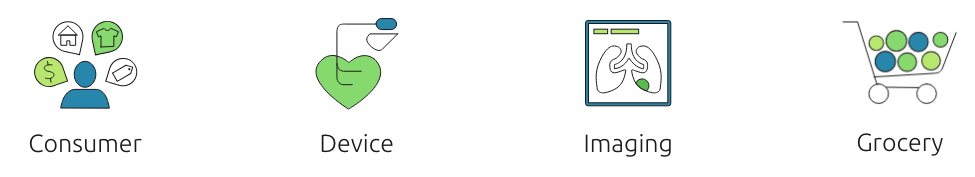 $
Consumer
Device
Imaging
Grocery